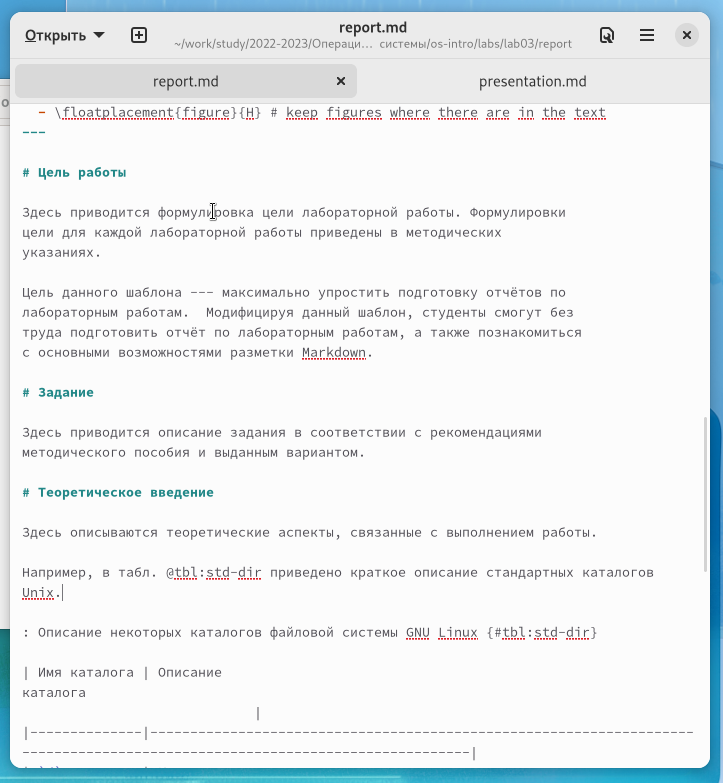 Открыть
report.md
~/work/study/2022-2023/Операци… системы/os-intro/labs/lab03/report
report.md
presentation.md
- \floatplacement{figure}{H} # keep figures where there are in the text
---
# Цель работы
Здесь приводится формулировка цели лабораторной работы. Формулировки
цели для каждой лабораторной работы приведены в методических
указаниях.
Цель данного шаблона --- максимально упростить подготовку отчётов по
лабораторным работам.  Модифицируя данный шаблон, студенты смогут без
труда подготовить отчёт по лабораторным работам, а также познакомиться
с основными возможностями разметки Markdown.
# Задание
Здесь приводится описание задания в соответствии с рекомендациями
методического пособия и выданным вариантом.
# Теоретическое введение
Здесь описываются теоретические аспекты, связанные с выполнением работы.
Например, в табл. @tbl:std-dir приведено краткое описание стандартных каталогов
Unix.
: Описание некоторых каталогов файловой системы GNU Linux {#tbl:std-dir}
| Имя каталога | Описание
каталога
|
|--------------|--------------------------------------------------------------------
--------------------------------------------------------|